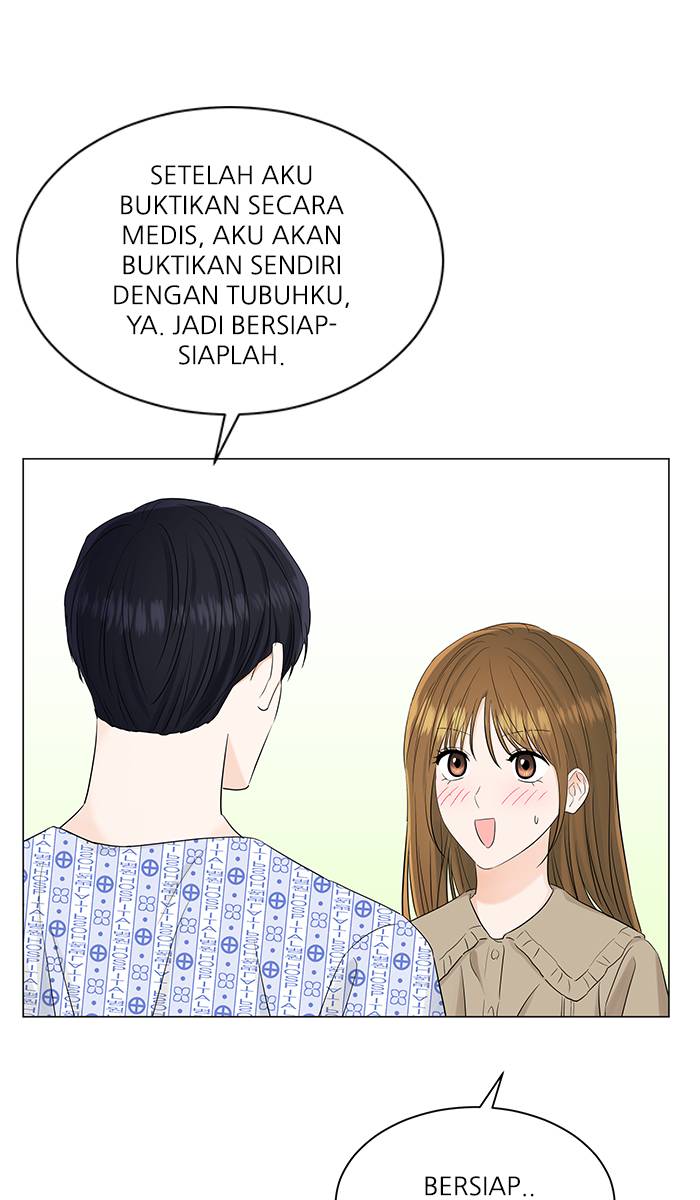 SETELAH AKU
BUKTIKAN SECARA
MEDIS, AKU AKAN
BUKTIKAN SENDIRI
DENGAN TUBUHKU,
YA. JADI BERSIAP-
SIAPLAH.
BERSIAP..